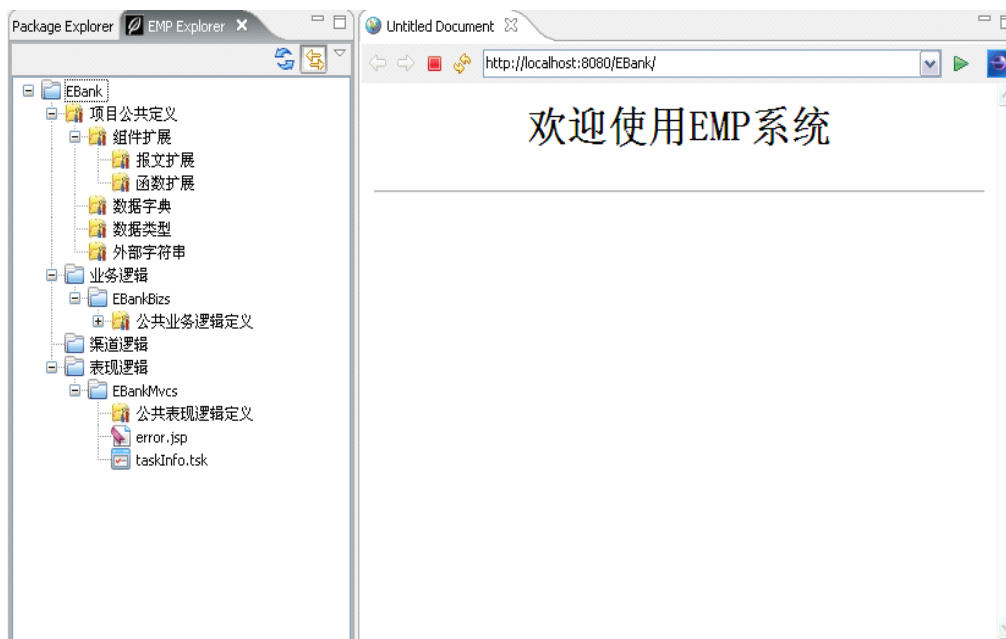 Package Explorer EMP Explorer
EBank
项目公共定义
组件扩展
报文扩展
函数扩展
数据字典
数据类型
外部字符串
业务逻辑
EBankBizs
公共业务逻辑定义
渠道逻辑
表现逻辑
EBankMvcs
公共表现逻辑定义
error.jsp
taskInfo.tsk
Untitled Document
http://localhost:8080/EBank/
欢迎使用EMP系统